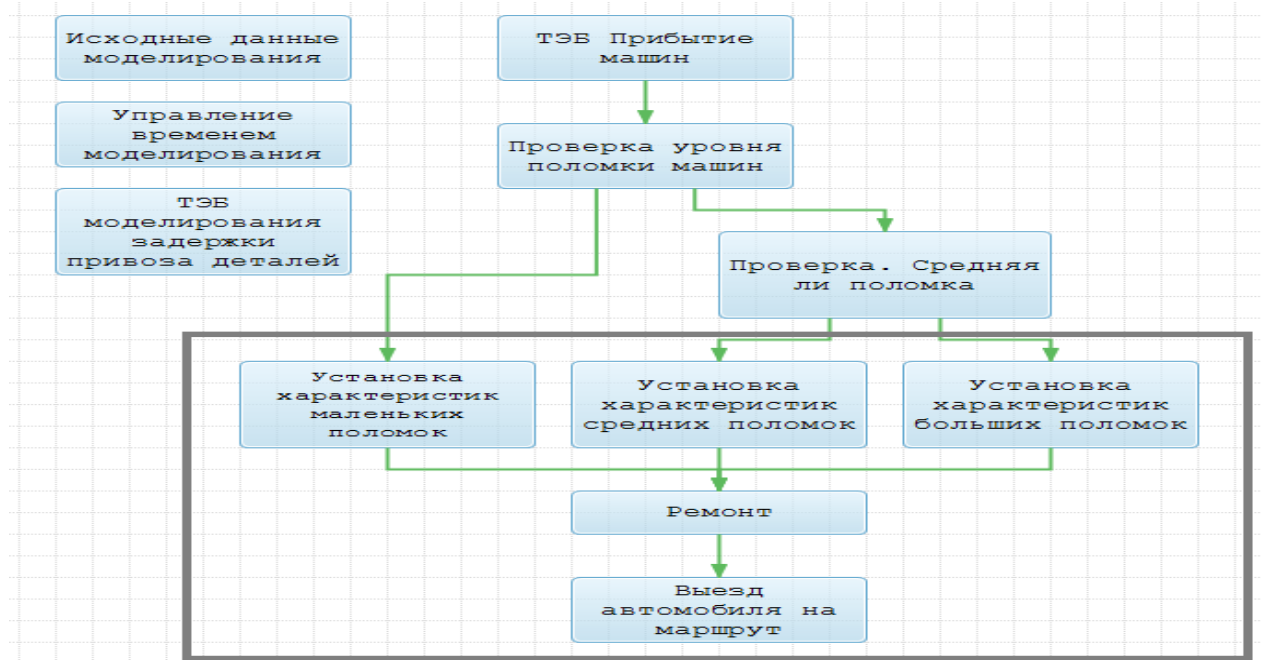 Исходные данные
моделирования
Управление
временем
моделирования
ТЭБ
моделирования
задержки
привоза деталей
ТЭБ Прибытие
машин
Проверка уровня
поломки машин
Проверка. Средняя
ли поломка
Установка
характеристик
маленьких
поломок
Установка
характеристик
средних поломок
Установка
характеристик
больших поломок
Ремонт
Выезд
автомобиля на
маршрут